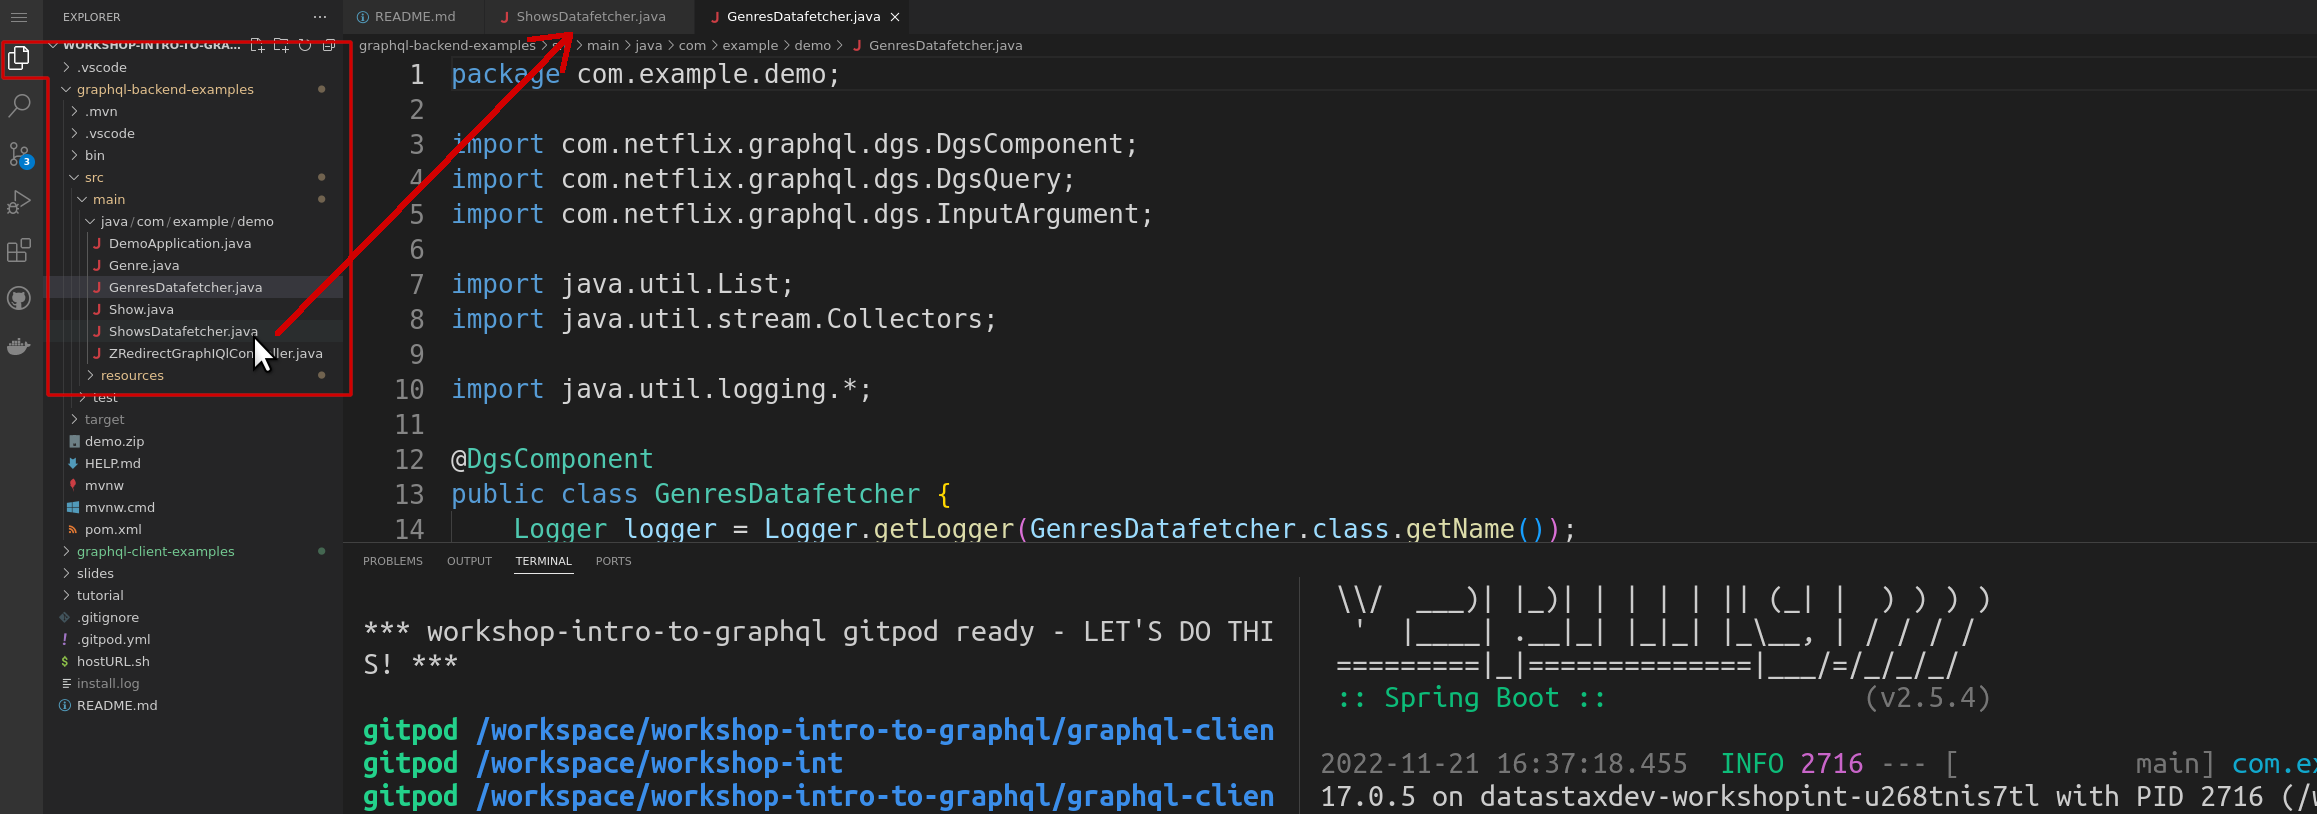 EXPLORER
WORKSHOP-INTRO-TO-GRA...
3
.vscode
graphql-backend-examples
.mvn
.vscode
bin
src
main
java/com/example/demo
DemoApplication.java
Genre.java
GenresDatafetcher.java
Show.java
ShowsDatafetcher.java
resources
test
target
demo.zip
HELP.md
mvnw
mvnw.cmd
pom.xml
graphql-client-examples
slides
tutorial
.gitignore
.gitpod.yml
hostURL.sh
install.log
README.md
README.md
ShowsDatafetcher.java
GenresDatafetcher.java
graphql-backend-examples > > main > java > com > example > demo > GenresDatafetcher.java
1 package com.example.demo;
2
3 import com.netflix.graphql.dgs.DgsComponent;
4 import com.netflix.graphql.dgs.DgsQuery;
5 import com.netflix.graphql.dgs.InputArgument;
6
7 import java.util.List;
8 import java.util.stream.Collectors;
9
10 import java.util.logging.*;
11
12 @DgsComponent
13 public class GenresDatafetcher {
14 Logger logger = Logger.getLogger(GenresDatafetcher.class.getName());
PROBLEMS OUTPUT TERMINAL PORTS
*** workshop-intro-to-graphql gitpod ready - LET'S DO THI
S! ***
gitpod /workspace/workshop-intro-to-graphql/graphql-clien
gitpod /workspace/workshop-int
gitpod /workspace/workshop-intro-to-graphql/graphql-clien
\\/  ___)| |_)| | | | | || (_| |  ) ) ) )
'  |____| .__|_| |_|_| |_\__, | / / / /
=========|_|==============|___/=/_/_/_/
:: Spring Boot :: (v2.5.4)
2022-11-21 16:37:18.455 INFO 2716 --- [ main] com.ex
17.0.5 on datastaxdev-workshopint-u268tnis7tl with PID 2716 (/w